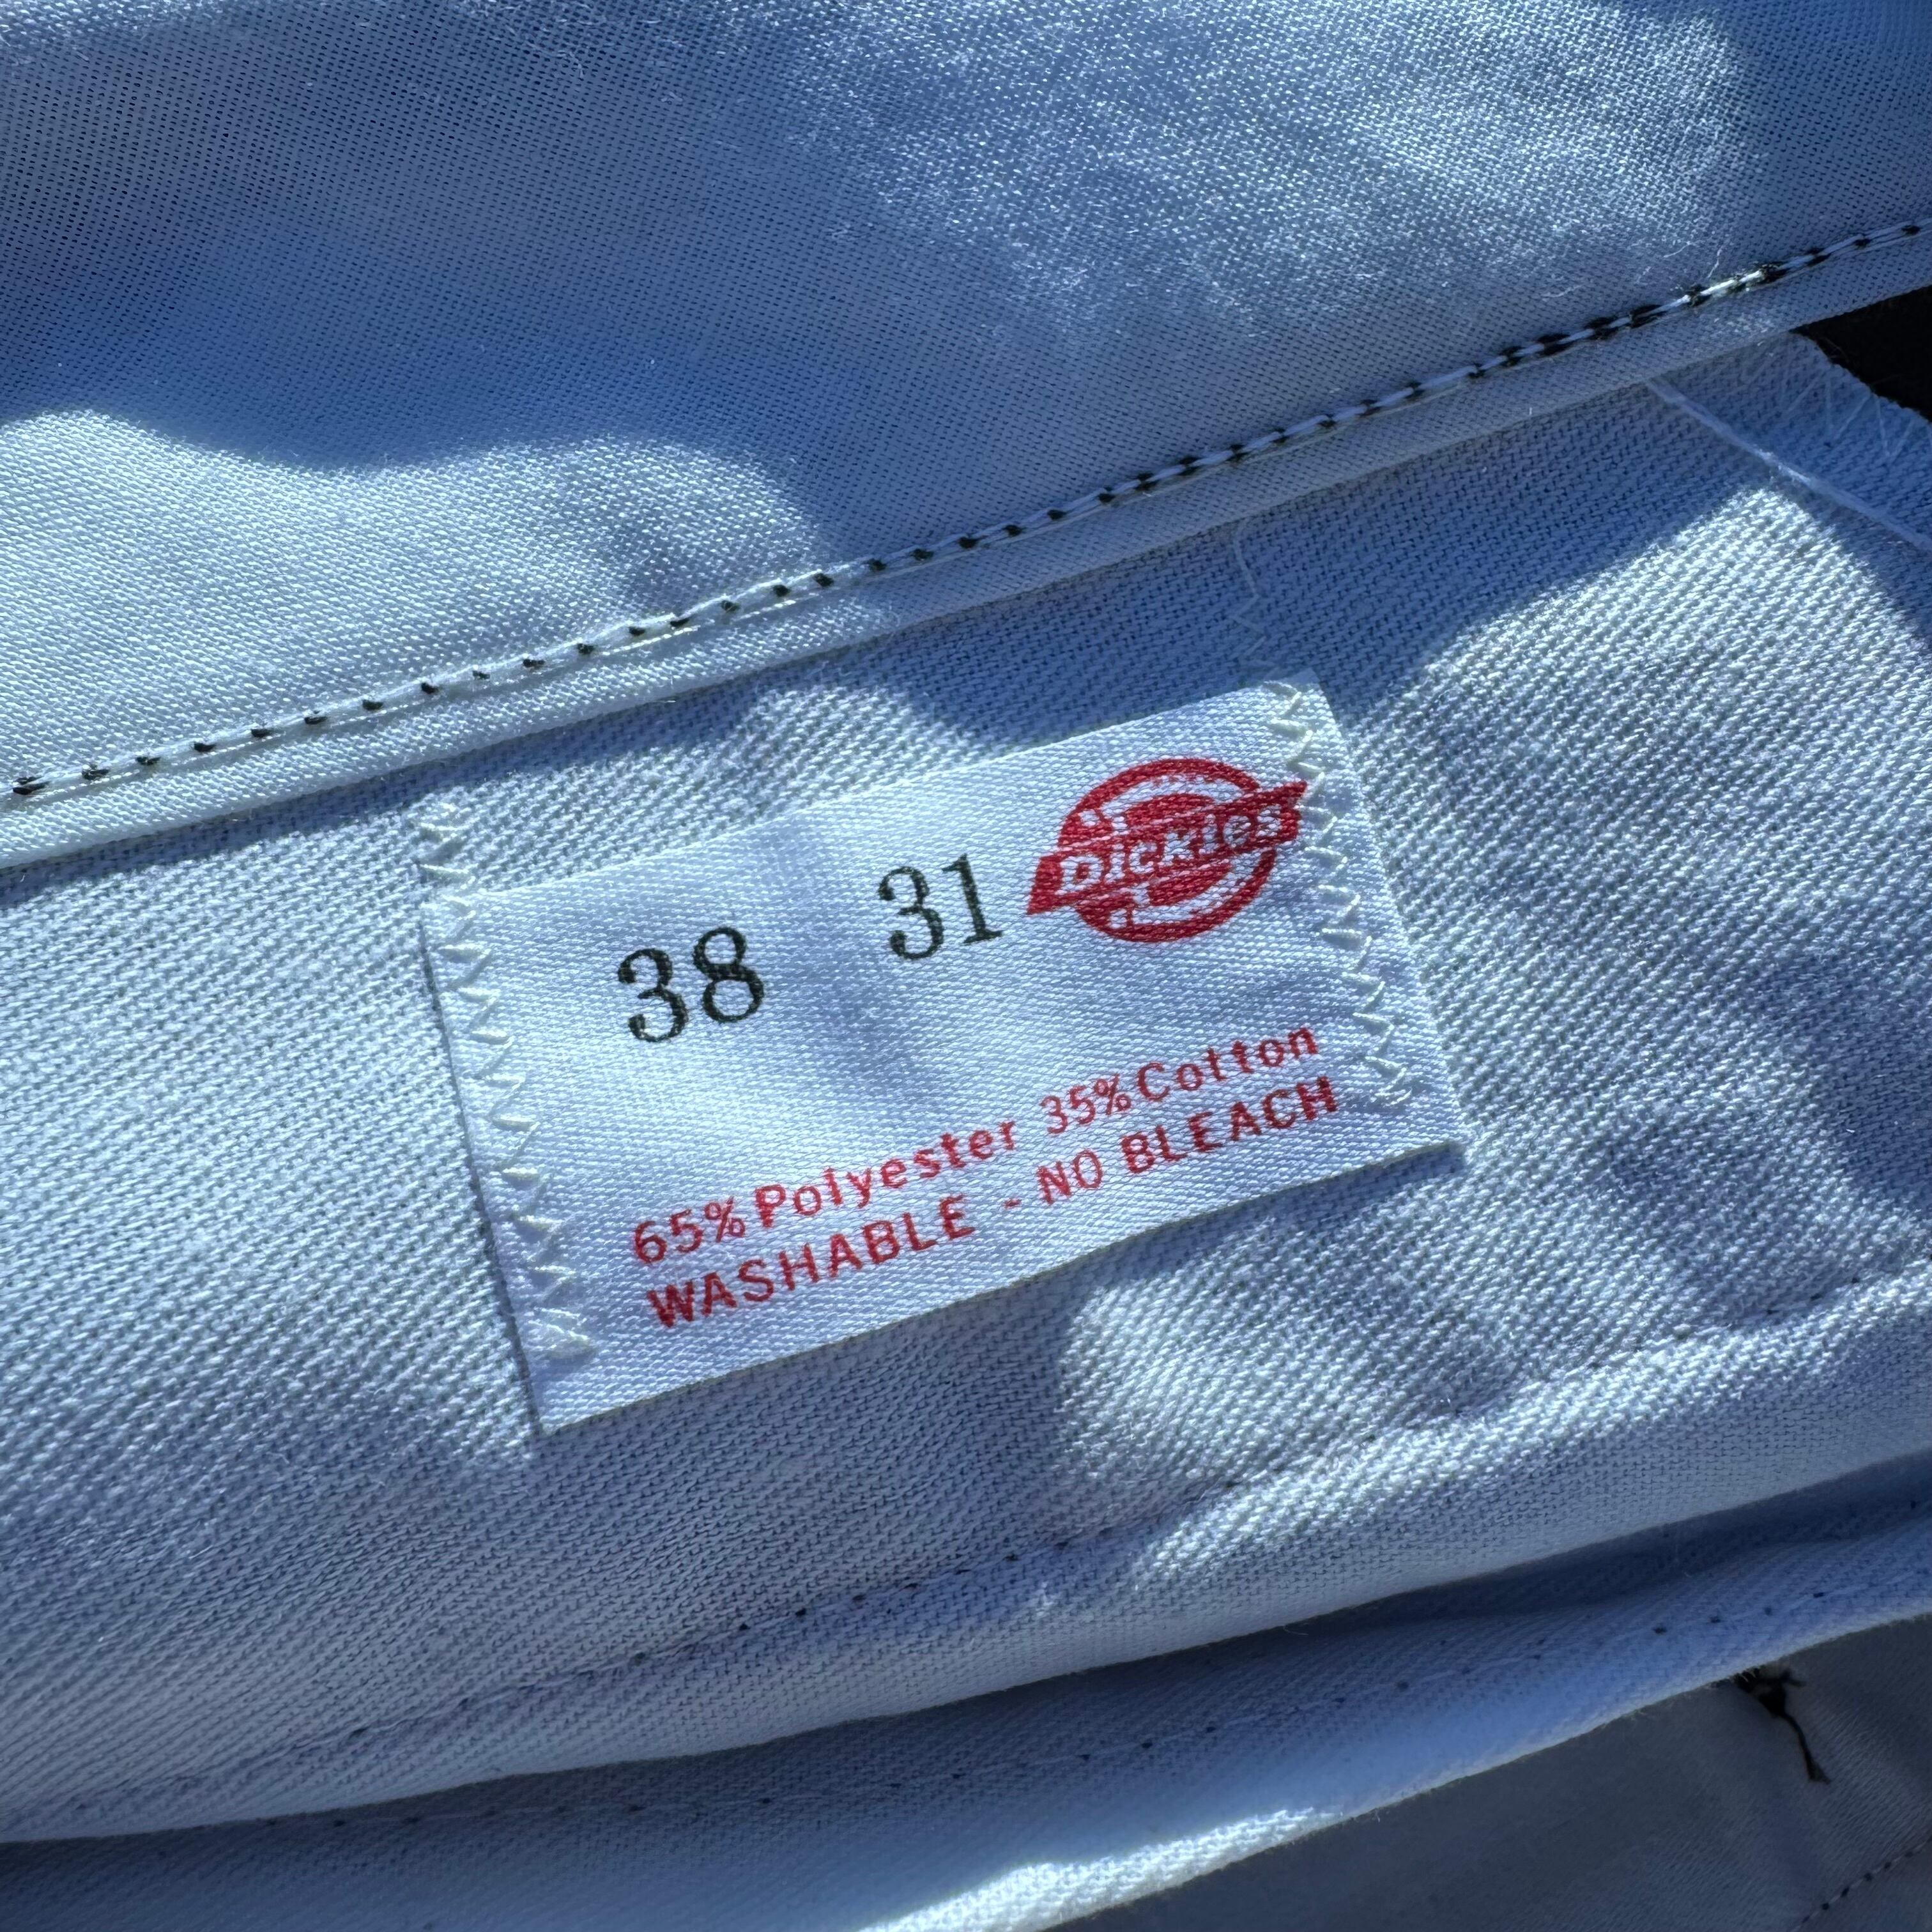 38 31 Dickies
65% Polyester 35% Cotton
WASHABLE - NO BLEACH